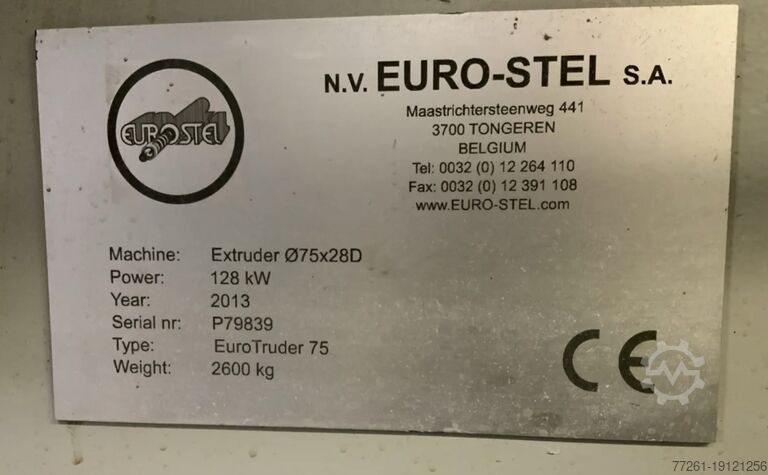 N.V. EURO-STEL S.A.
EUROSTEL
Maastrichtersteenweg 441
3700 TONGEREN
BELGIUM
Tel: 0032 (0) 12 264 110
Fax: 0032 (0) 12 391 108
www.EURO-STEL.com
Machine: Extruder Ø75x28D
Power: 128 kW
Year: 2013
Serial nr: P79839
Type: EuroTruder 75
Weight: 2600 kg
CE
77261-19121256